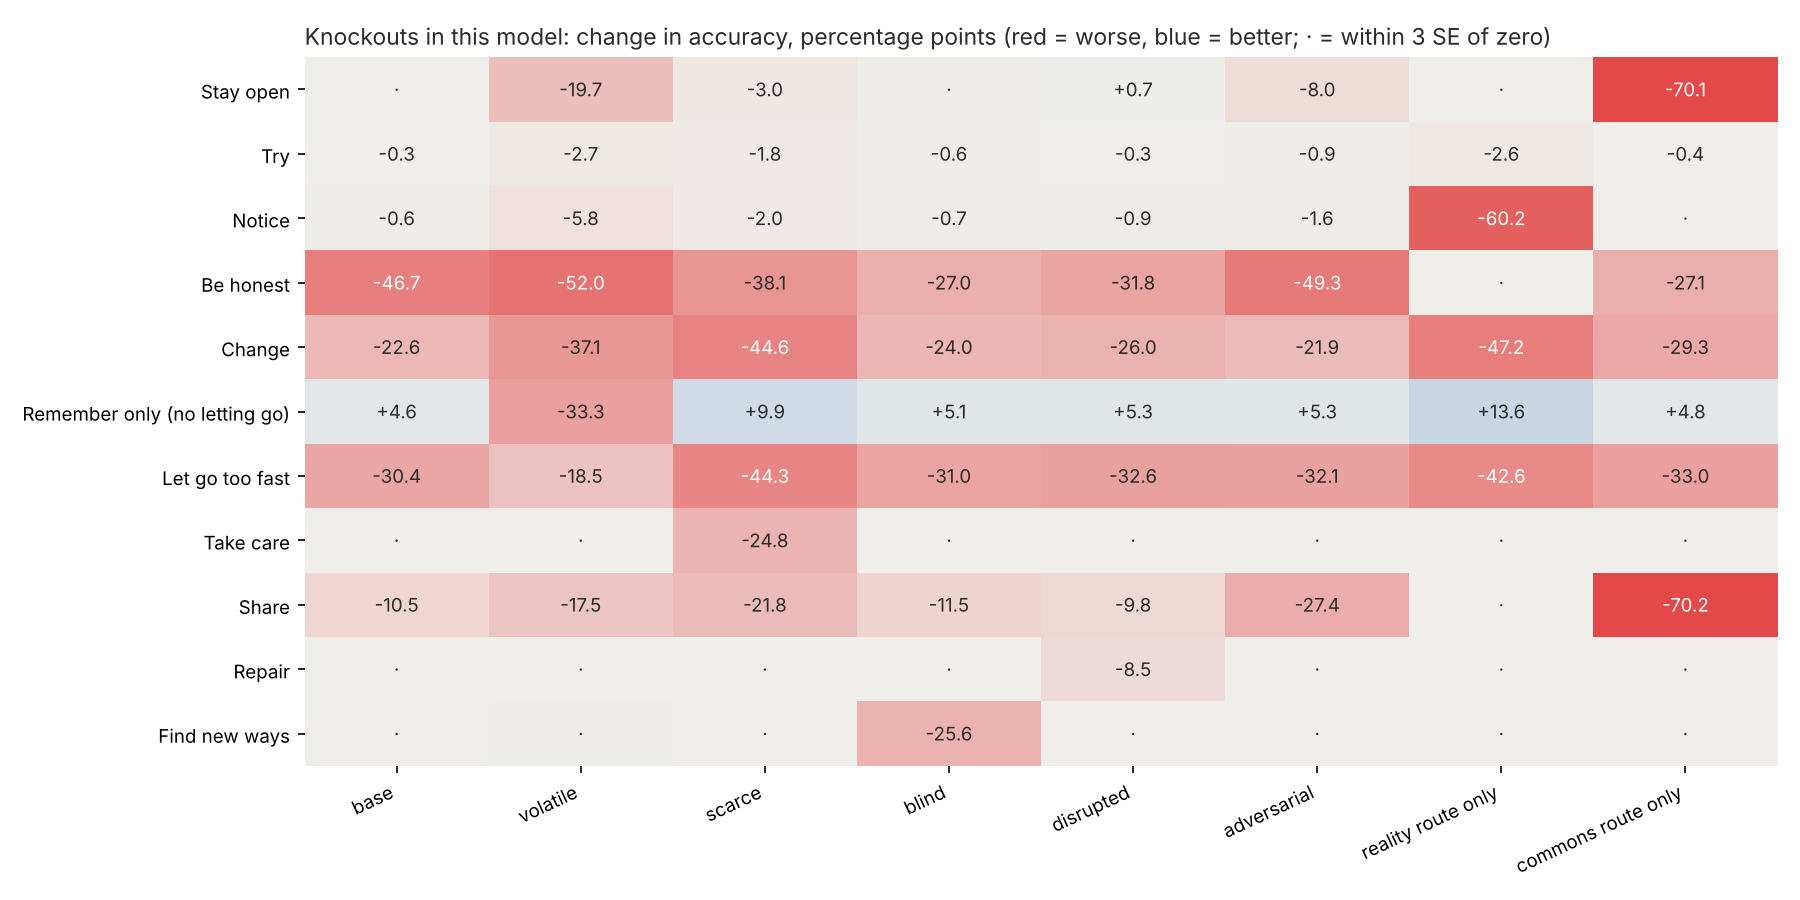 Knockouts in this model: change in accuracy, percentage points (red = worse, blue = better; · = within 3 SE of zero)
Stay open · -19.7 -3.0 · +0.7 -8.0 · -70.1
Try -0.3 -2.7 -1.8 -0.6 -0.3 -0.9 -2.6 -0.4
Notice -0.6 -5.8 -2.0 -0.7 -0.9 -1.6 -60.2 ·
Be honest -46.7 -52.0 -38.1 -27.0 -31.8 -49.3 · -27.1
Change -22.6 -37.1 -44.6 -24.0 -26.0 -21.9 -47.2 -29.3
Remember only (no letting go) +4.6 -33.3 +9.9 +5.1 +5.3 +5.3 +13.6 +4.8
Let go too fast -30.4 -18.5 -44.3 -31.0 -32.6 -32.1 -42.6 -33.0
Take care · · -24.8 · · · · ·
Share -10.5 -17.5 -21.8 -11.5 -9.8 -27.4 · -70.2
Repair · · · · -8.5 · · ·
Find new ways · · · -25.6 · · · ·
base volatile scarce blind disrupted adversarial reality route only commons route only